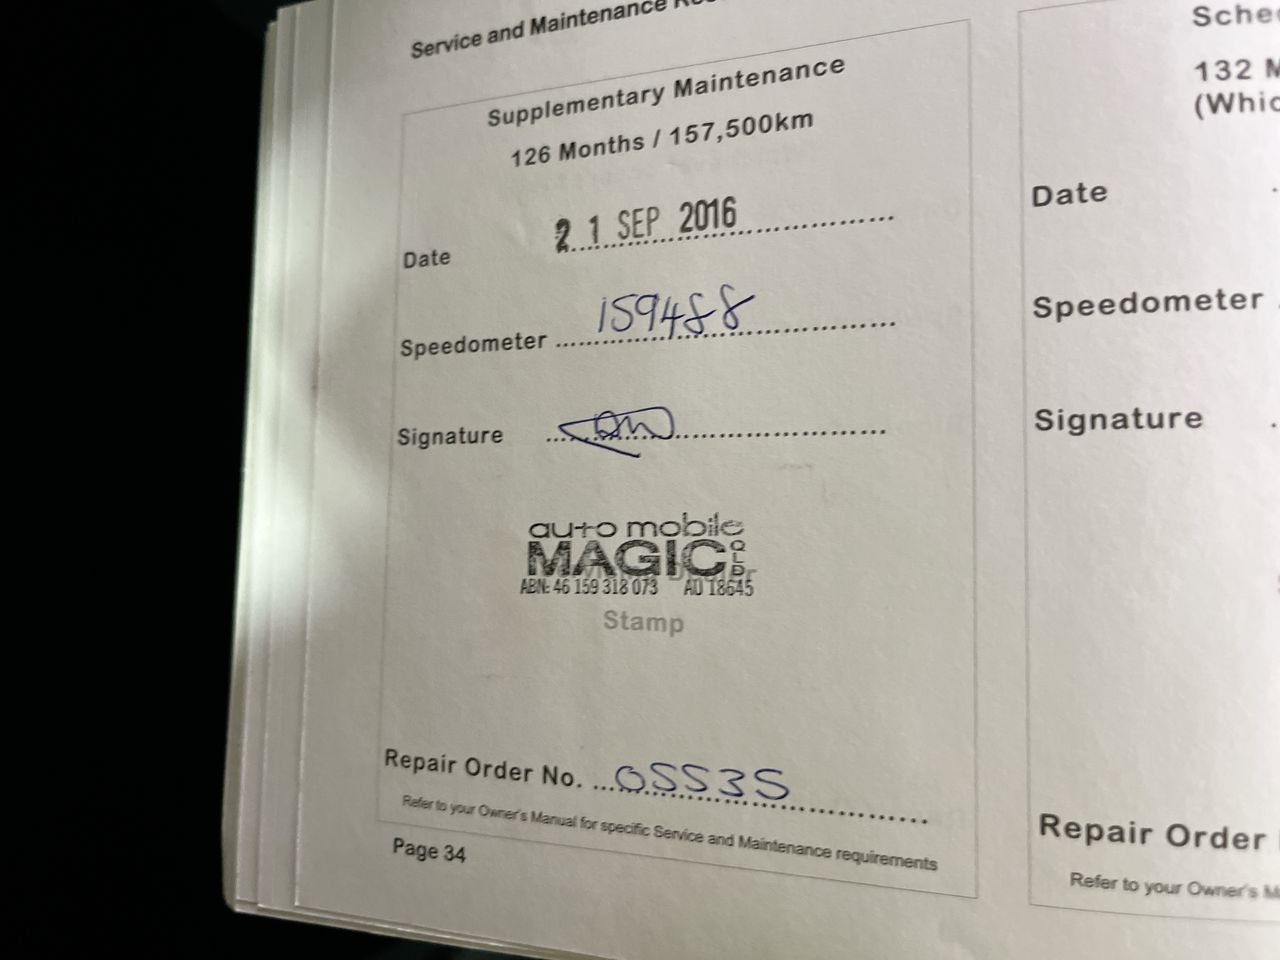 Service and Maintenance
Supplementary Maintenance
126 Months / 157,500km
Date 21 SEP 2016
Speedometer 159488
Signature
auto mobile
MAGIC QLD
ABN: 46 159 318 073 AD 18645
Stamp
Repair Order No. 05535
Refer to your Owner's Manual for specific Service and Maintenance requirements
Page 34
Sche
132 M
(Whic
Date
Speedometer
Signature
Repair Order
Refer to your Owner's M